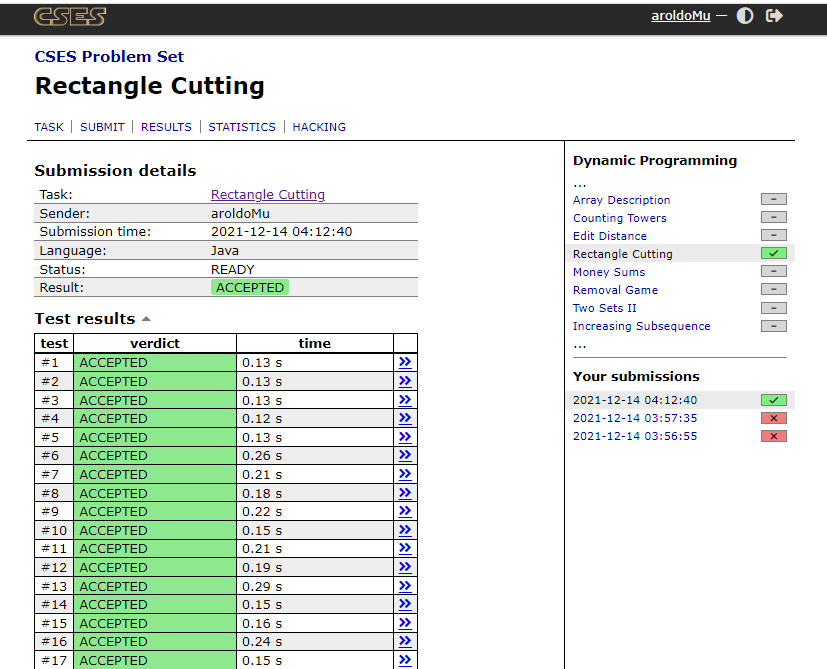 CSES
aroldoMu —
CSES Problem Set
Rectangle Cutting
TASK | SUBMIT | RESULTS | STATISTICS | HACKING
Submission details
Task: Rectangle Cutting
Sender: aroldoMu
Submission time: 2021-12-14 04:12:40
Language: Java
Status: READY
Result: ACCEPTED
Test results
test verdict time
#1 ACCEPTED 0.13 s >>
#2 ACCEPTED 0.13 s >>
#3 ACCEPTED 0.13 s >>
#4 ACCEPTED 0.12 s >>
#5 ACCEPTED 0.13 s >>
#6 ACCEPTED 0.26 s >>
#7 ACCEPTED 0.21 s >>
#8 ACCEPTED 0.18 s >>
#9 ACCEPTED 0.22 s >>
#10 ACCEPTED 0.15 s >>
#11 ACCEPTED 0.21 s >>
#12 ACCEPTED 0.19 s >>
#13 ACCEPTED 0.29 s >>
#14 ACCEPTED 0.15 s >>
#15 ACCEPTED 0.16 s >>
#16 ACCEPTED 0.24 s >>
#17 ACCEPTED 0.15 s >>
Dynamic Programming
...
Array Description –
Counting Towers –
Edit Distance –
Rectangle Cutting ✓
Money Sums –
Removal Game –
Two Sets II –
Increasing Subsequence –
...
Your submissions
2021-12-14 04:12:40 ✓
2021-12-14 03:57:35 ×
2021-12-14 03:56:55 ×